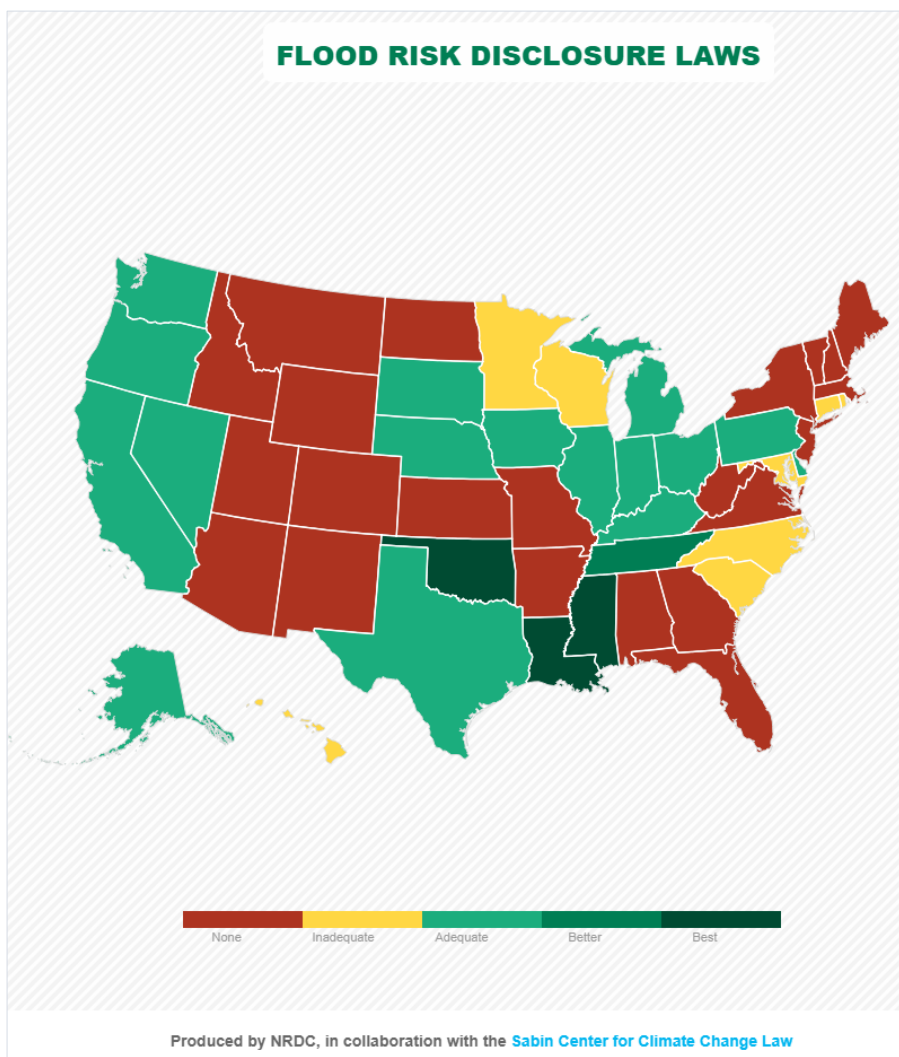 FLOOD RISK DISCLOSURE LAWS
None Inadequate Adequate Better Best
Produced by NRDC, in collaboration with the Sabin Center for Climate Change Law